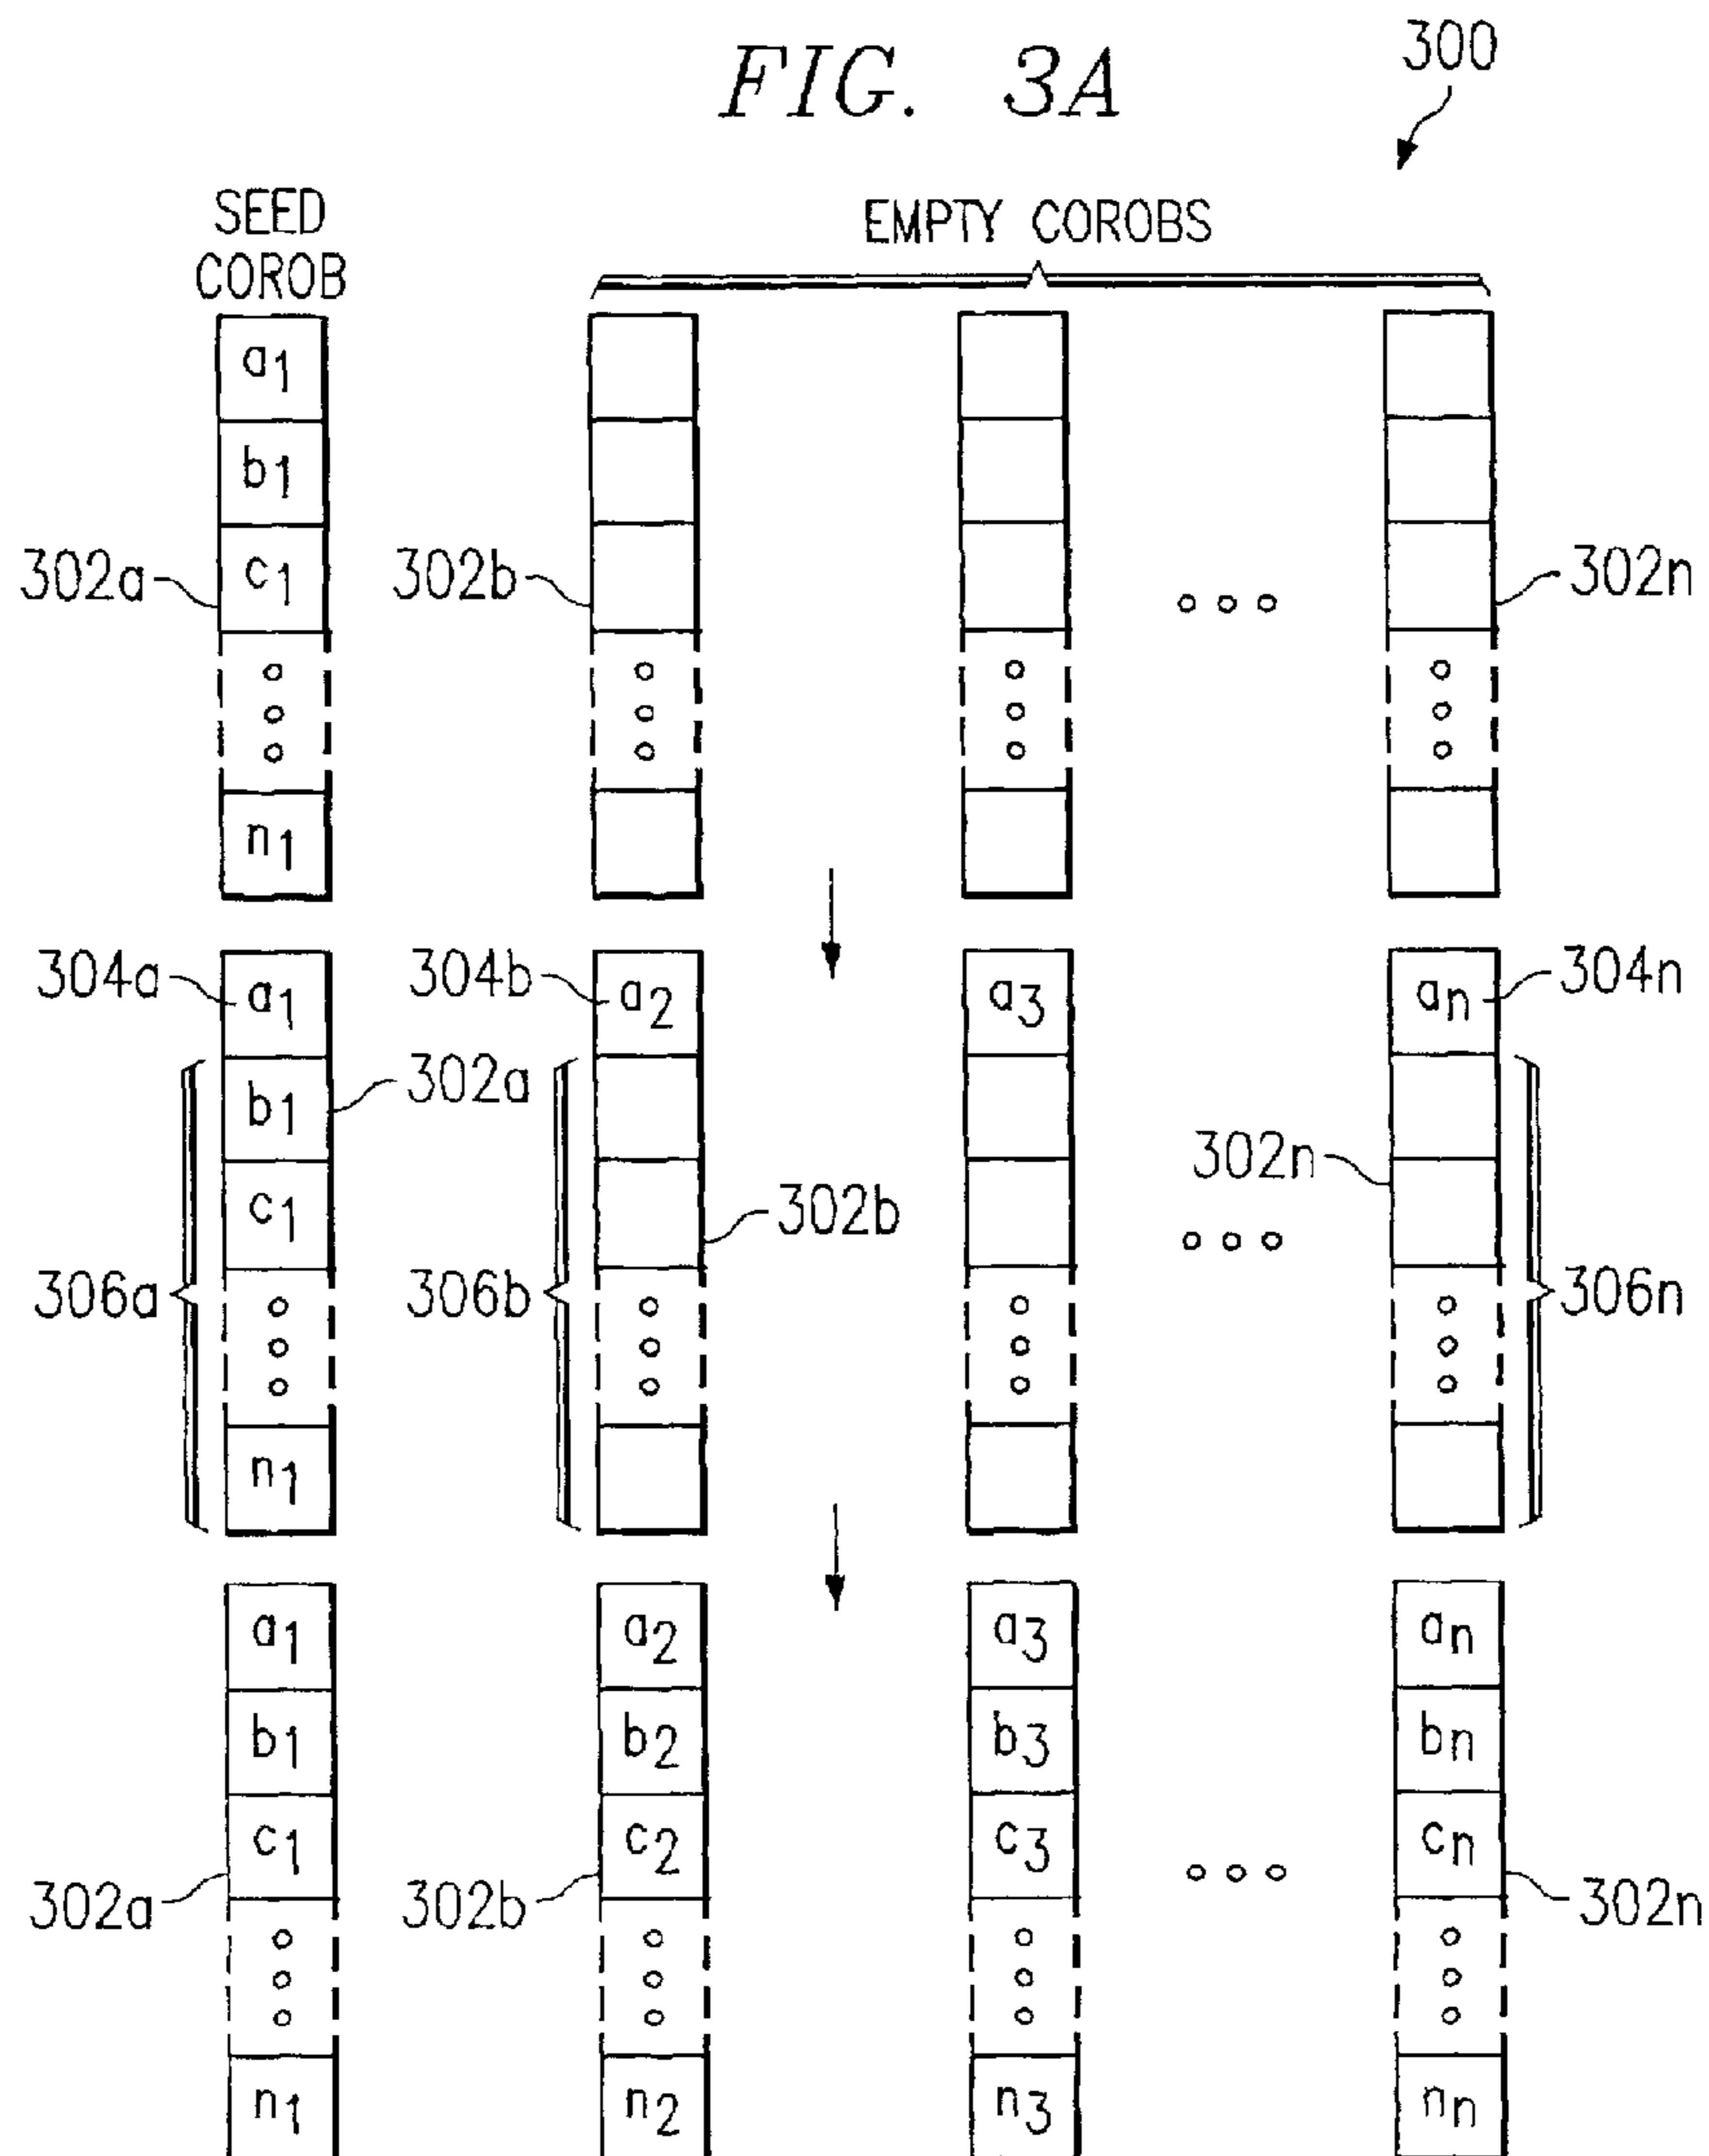 FIG. 3A
300
SEED
COROB
EMPTY COROBS
a1
b1
302a c1 302b 302n
n1
304a a1 304b a2 a3 an 304n
b1 302a
302n
c1 302b
306a 306b 306n
n1
a1 a2 a3 an
b1 b2 b3 bn
c1 c2 c3 cn
302a 302b 302n
n1 n2 n3 nn